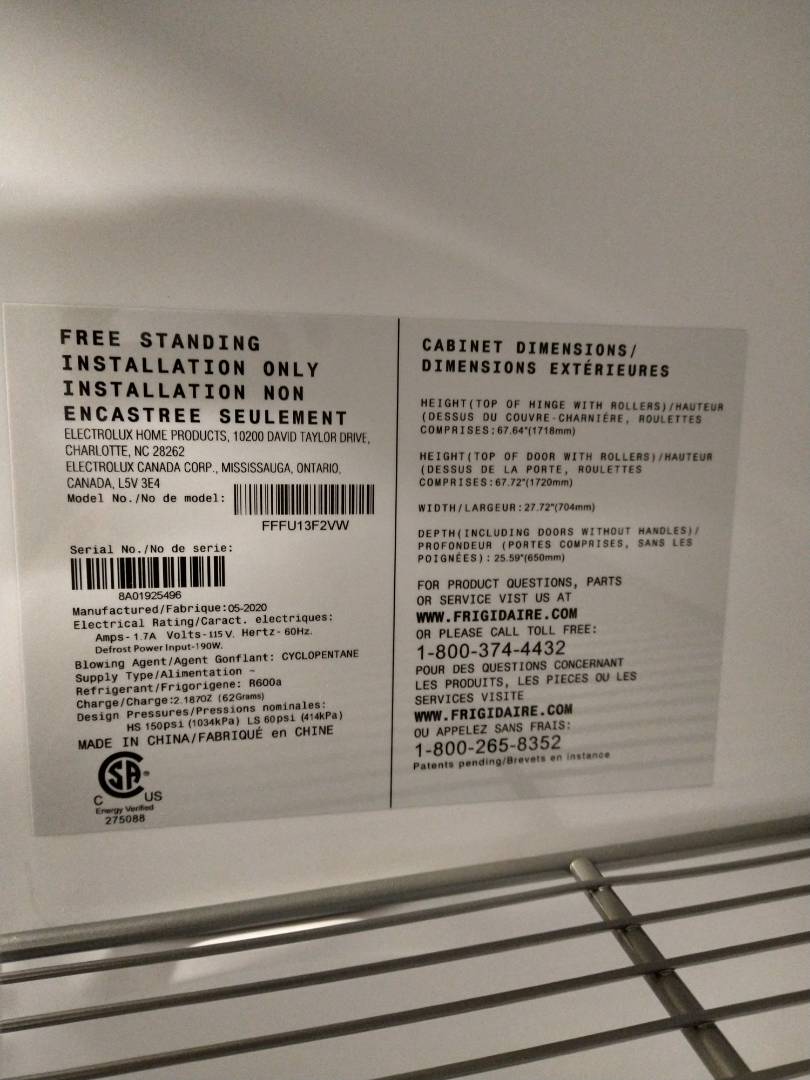 FREE STANDING
INSTALLATION ONLY
INSTALLATION NON
ENCASTREE SEULEMENT
ELECTROLUX HOME PRODUCTS, 10200 DAVID TAYLOR DRIVE,
CHARLOTTE, NC 28262
ELECTROLUX CANADA CORP., MISSISSAUGA, ONTARIO,
CANADA, L5V 3E4
Model No./No de modèl:
FFFU13F2VW
Serial No./No de serie:
8A01925496
Manufactured/Fabrique:05-2020
Electrical Rating/Caract. electriques:
Amps-1.7A Volts-115 V. Hertz-60Hz.
Defrost Power Input-190W.
Blowing Agent/Agent Gonflant: CYCLOPENTANE
Supply Type/Alimentation ~
Refrigerant/Frigorigene: R600a
Charge/Charge:2.187OZ (62Grams)
Design Pressures/Pressions nominales:
HS 150psi (1034kPa) LS 60psi (414kPa)
MADE IN CHINA/FABRIQUÉ en CHINE
SA ®
C US
Energy Verified
275088
CABINET DIMENSIONS/
DIMENSIONS EXTÉRIEURES
HEIGHT(TOP OF HINGE WITH ROLLERS)/HAUTEUR
(DESSUS DU COUVRE-CHARNIÈRE, ROULETTES
COMPRISES:67.64"(1718mm)
HEIGHT(TOP OF DOOR WITH ROLLERS)/HAUTEUR
(DESSUS DE LA PORTE, ROULETTES
COMPRISES:67.72"(1720mm)
WIDTH/LARGEUR:27.72"(704mm)
DEPTH(INCLUDING DOORS WITHOUT HANDLES)/
PROFONDEUR (PORTES COMPRISES, SANS LES
POIGNÉES):25.59"(650mm)
FOR PRODUCT QUESTIONS, PARTS
OR SERVICE VIST US AT
WWW.FRIGIDAIRE.COM
OR PLEASE CALL TOLL FREE:
1-800-374-4432
POUR DES QUESTIONS CONCERNANT
LES PRODUITS, LES PIECES OU LES
SERVICES VISITE
WWW.FRIGIDAIRE.COM
OU APPELEZ SANS FRAIS:
1-800-265-8352
Patents pending/Brevets en instance